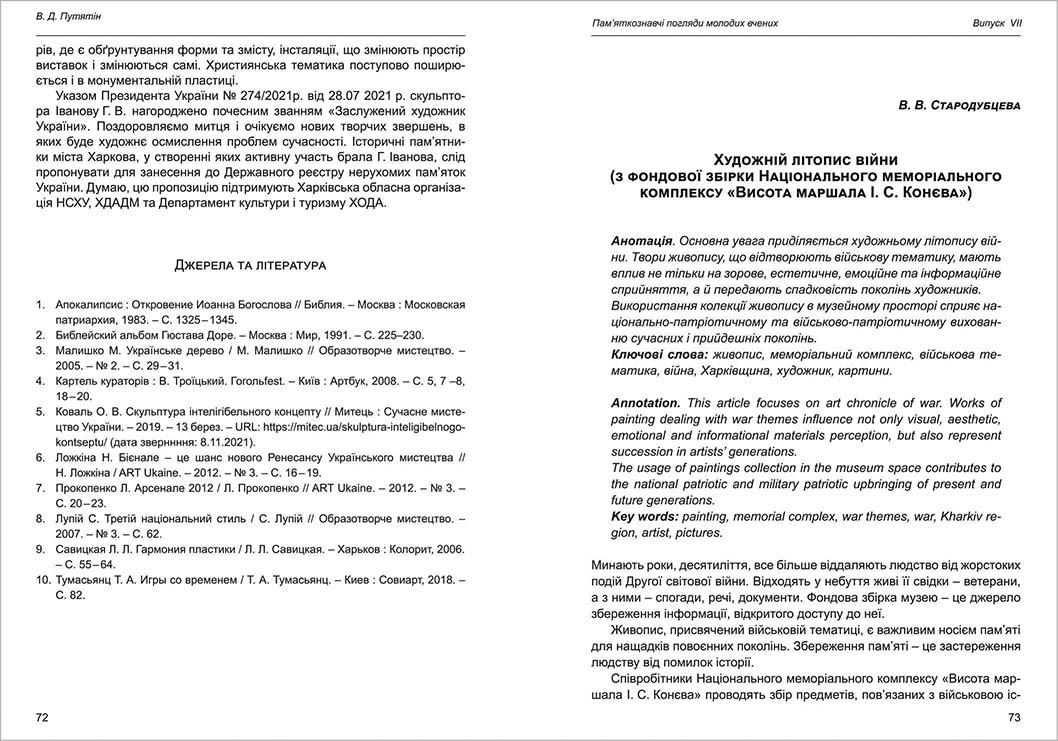 В. Д. Путятін
рів, де є обґрунтування форми та змісту, інсталяції, що змінюють простір
виставок і змінюються самі. Християнська тематика поступово поширю-
ється і в монументальній пластиці.
Указом Президента України № 274/2021р. від 28.07 2021 р. скульпто-
ра Іванову Г. В. нагороджено почесним званням «Заслужений художник
України». Поздоровляємо митця і очікуємо нових творчих звершень, в
яких буде художнє осмислення проблем сучасності. Історичні пам’ятни-
ки міста Харкова, у створенні яких активну участь брала Г. Іванова, слід
пропонувати для занесення до Державного реєстру нерухомих пам’яток
України. Думаю, цю пропозицію підтримують Харківська обласна організа-
ція НСХУ, ХДАДМ та Департамент культури і туризму ХОДА.
Джерела та література
1. Апокалипсис : Откровение Иоанна Богослова // Библия. – Москва : Московская
патриархия, 1983. – С. 1325–1345.
2. Библейский альбом Гюстава Доре. – Москва : Мир, 1991. – С. 225–230.
3. Малишко М. Українське дерево / М. Малишко // Образотворче мистецтво. –
2005. – № 2. – С. 29–31.
4. Картель кураторів : В. Троїцький. Гогольfest. – Київ : Артбук, 2008. – С. 5, 7 –8,
18–20.
5. Коваль О. В. Скульптура інтелігібельного концепту // Митець : Сучасне мисте-
цтво України. – 2019. – 13 берез. – URL: https://mitec.ua/skulptura-inteligibelnogo-
kontseptu/ (дата звернння: 8.11.2021).
6. Ложкіна Н. Бієнале – це шанс нового Ренесансу Українського мистецтва //
Н. Ложкіна / ART Ukaine. – 2012. – № 3. – С. 16–19.
7. Прокопенко Л. Арсенале 2012 / Л. Прокопенко // ART Ukaine. – 2012. – № 3. –
С. 20–23.
8. Лупій С. Третій національний стиль / С. Лупій // Образотворче мистецтво. –
2007. – № 3. – С. 62.
9. Савицкая Л. Л. Гармония пластики / Л. Л. Савицкая. – Харьков : Колорит, 2006.
– С. 55–64.
10. Тумасьянц Т. А. Игры со временем / Т. А. Тумасьянц. – Киев : Совиарт, 2018. –
С. 82.
72
Пам’яткознавчі погляди молодих вчених Випуск VII
В. В. Стародубцева
Художній літопис війни
(з фондової збірки Національного меморіального
комплексу «Висота маршала І. С. Конєва»)
Анотація. Основна увага приділяється художньому літопису вій-
ни. Твори живопису, що відтворюють військову тематику, мають
вплив не тільки на зорове, естетичне, емоційне та інформаційне
сприйняття, а й передають спадковість поколінь художників.
Використання колекції живопису в музейному просторі сприяє на-
ціонально-патріотичному та військово-патріотичному вихован-
ню сучасних і прийдешніх поколінь.
Ключові слова: живопис, меморіальний комплекс, військова те-
матика, війна, Харківщина, художник, картини.
Annotation. This article focuses on art chronicle of war. Works of
painting dealing with war themes influence not only visual, aesthetic,
emotional and informational materials perception, but also represent
succession in artists’ generations.
The usage of paintings collection in the museum space contributes to
the national patriotic and military patriotic upbringing of present and
future generations.
Key words: painting, memorial complex, war themes, war, Kharkiv re-
gion, artist, pictures.
Минають роки, десятиліття, все більше віддаляють людство від жорстоких
подій Другої світової війни. Відходять у небуття живі її свідки – ветерани,
а з ними – спогади, речі, документи. Фондова збірка музею – це джерело
збереження інформації, відкритого доступу до неї.
Живопис, присвячений військовій тематиці, є важливим носієм пам’яті
для нащадків повоєнних поколінь. Збереження пам’яті – це застереження
людству від помилок історії.
Співробітники Національного меморіального комплексу «Висота мар-
шала І. С. Конєва» проводять збір предметів, пов’язаних з військовою іс-
73